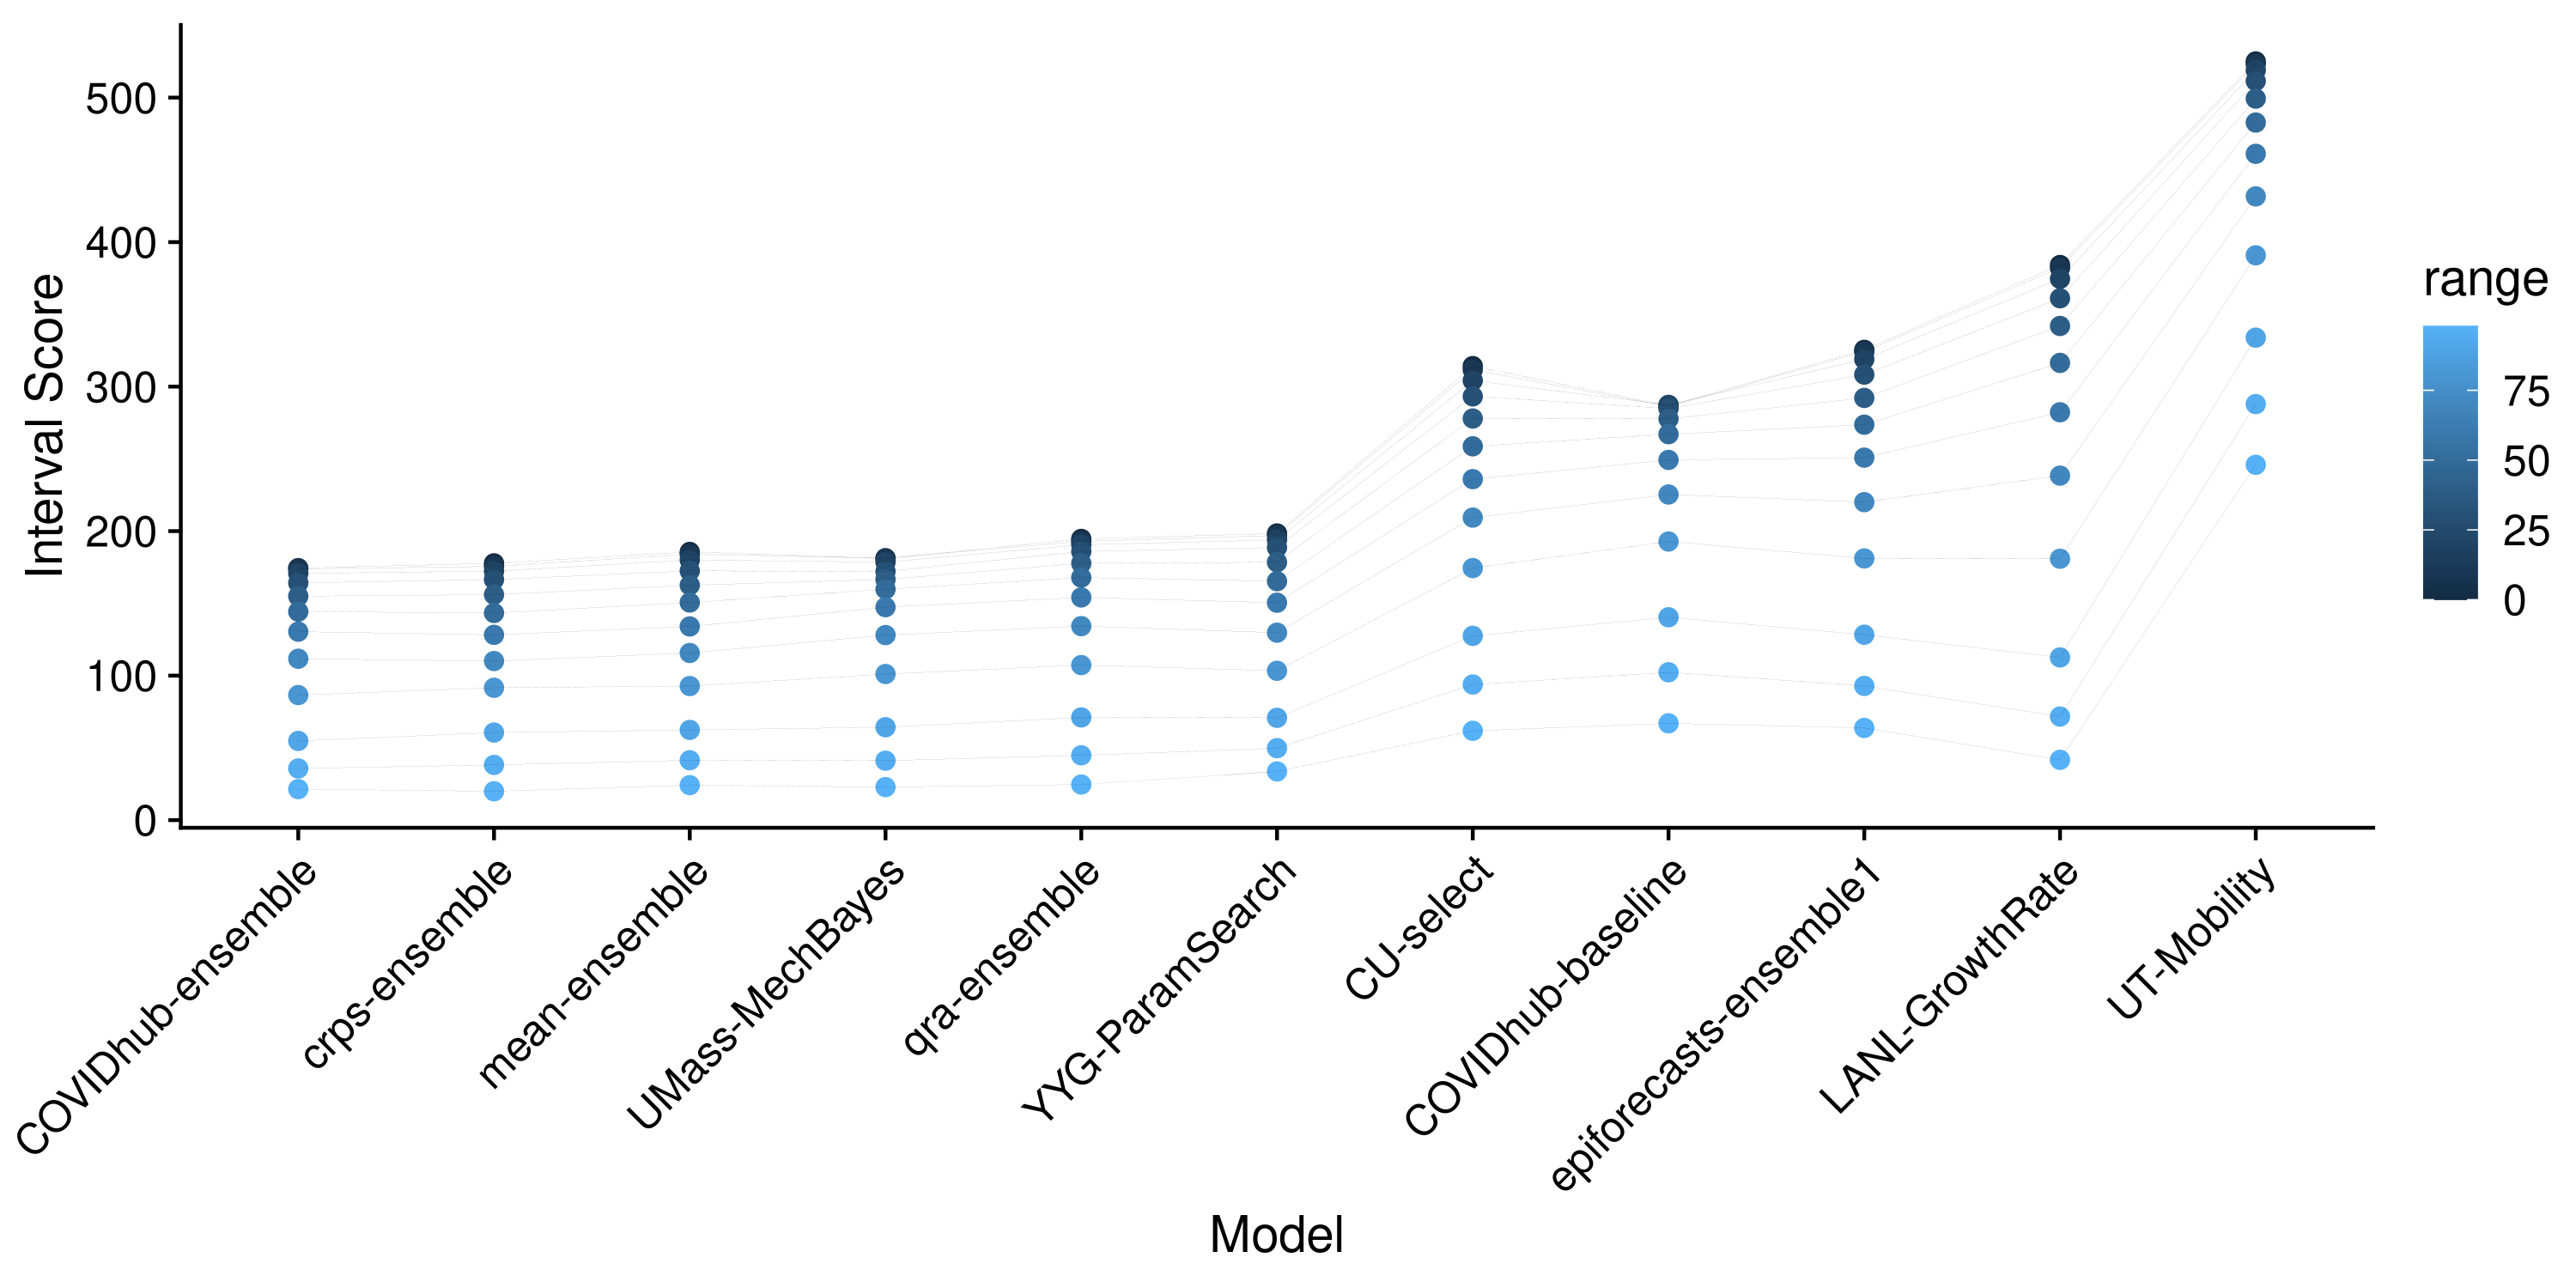 500
400
300
200
100
0
Interval Score
COVIDhub-ensemble
crps-ensemble
mean-ensemble
UMass-MechBayes
qra-ensemble
YYG-ParamSearch
CU-select
COVIDhub-baseline
epiforecasts-ensemble1
LANL-GrowthRate
UT-Mobility
Model
range
75
50
25
0